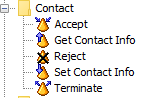 Contact
Accept
Get Contact Info
Reject
Set Contact Info
Terminate